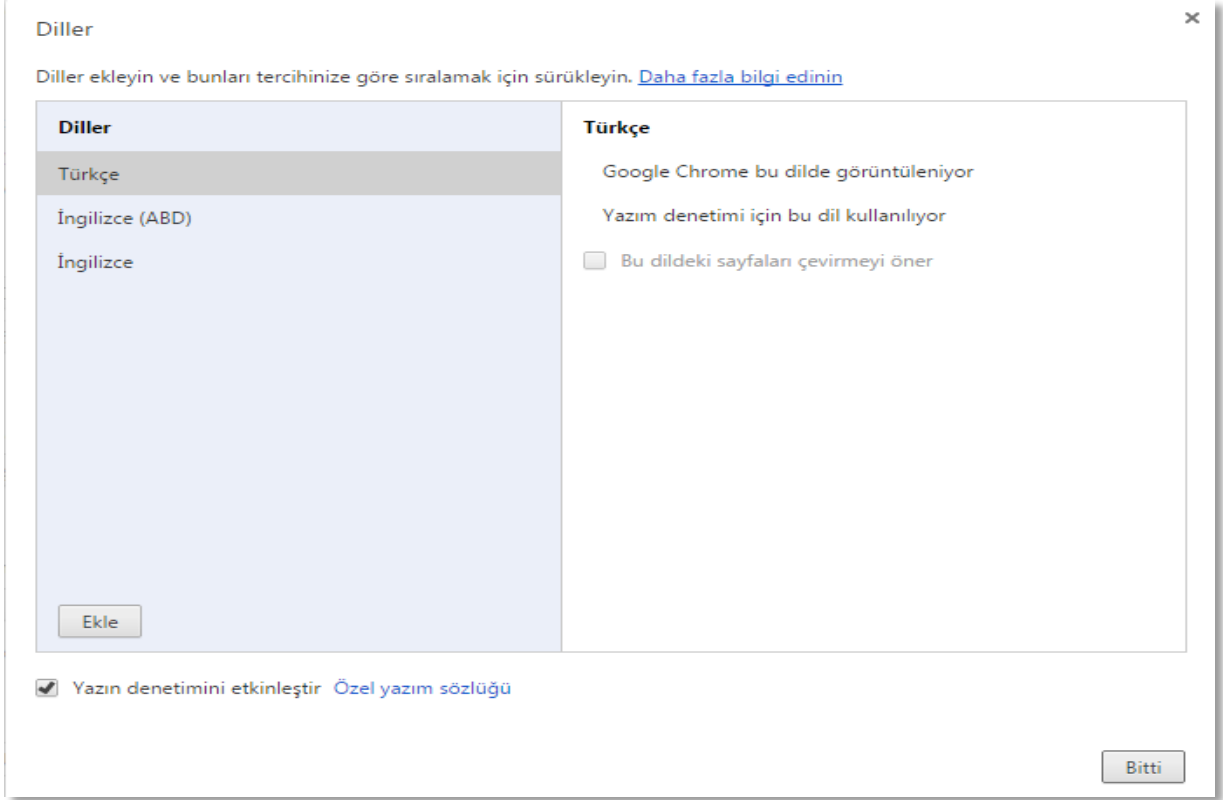 Diller
Diller ekleyin ve bunları tercihinize göre sıralamak için sürükleyin. Daha fazla bilgi edinin
Diller
Türkçe
İngilizce (ABD)
İngilizce
Ekle
Türkçe
Google Chrome bu dilde görüntüleniyor
Yazım denetimi için bu dil kullanılıyor
Bu dildeki sayfaları çevirmeyi öner
Yazın denetimini etkinleştir Özel yazım sözlüğü
Bitti